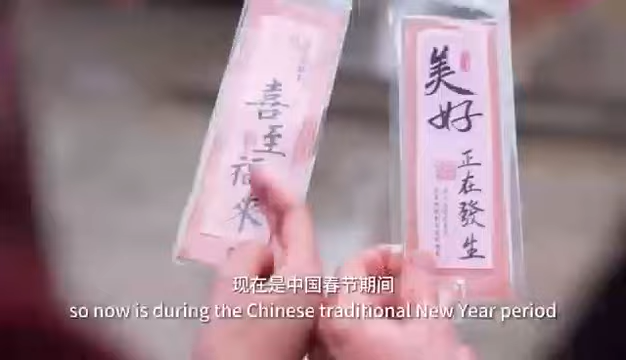 喜至
福来
美好
正在發生
现在是中国春节期间
so now is during the Chinese traditional New Year period